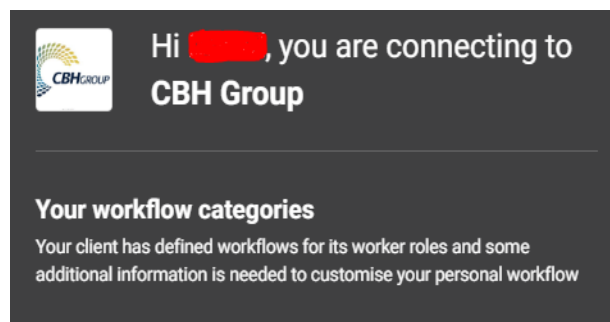 CBHGROUP
Hi , you are connecting to
CBH Group
Your workflow categories
Your client has defined workflows for its worker roles and some
additional information is needed to customise your personal workflow